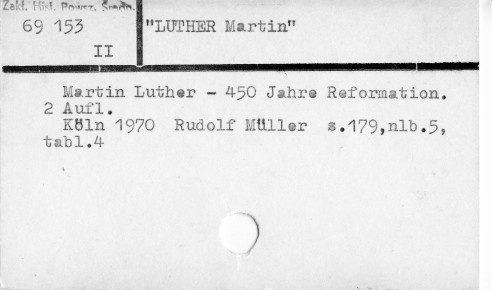 Zakł. Hist. Powsz. Średn.
69 153
II
"LUTHER Martin"
Martin Luther - 450 Jahre Reformation.
2 Aufl.
Köln 1970 Rudolf Müller s.179,nlb.5,
tabl.4